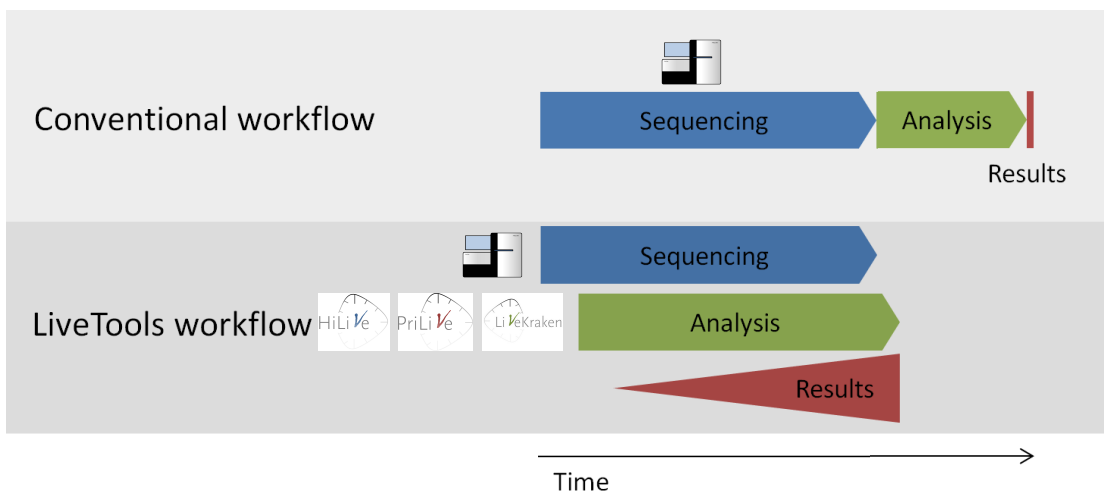 Conventional workflow
Sequencing
Analysis
Results
Sequencing
LiveTools workflow
HiLive
PriLive
LiveKraken
Analysis
Results
Time